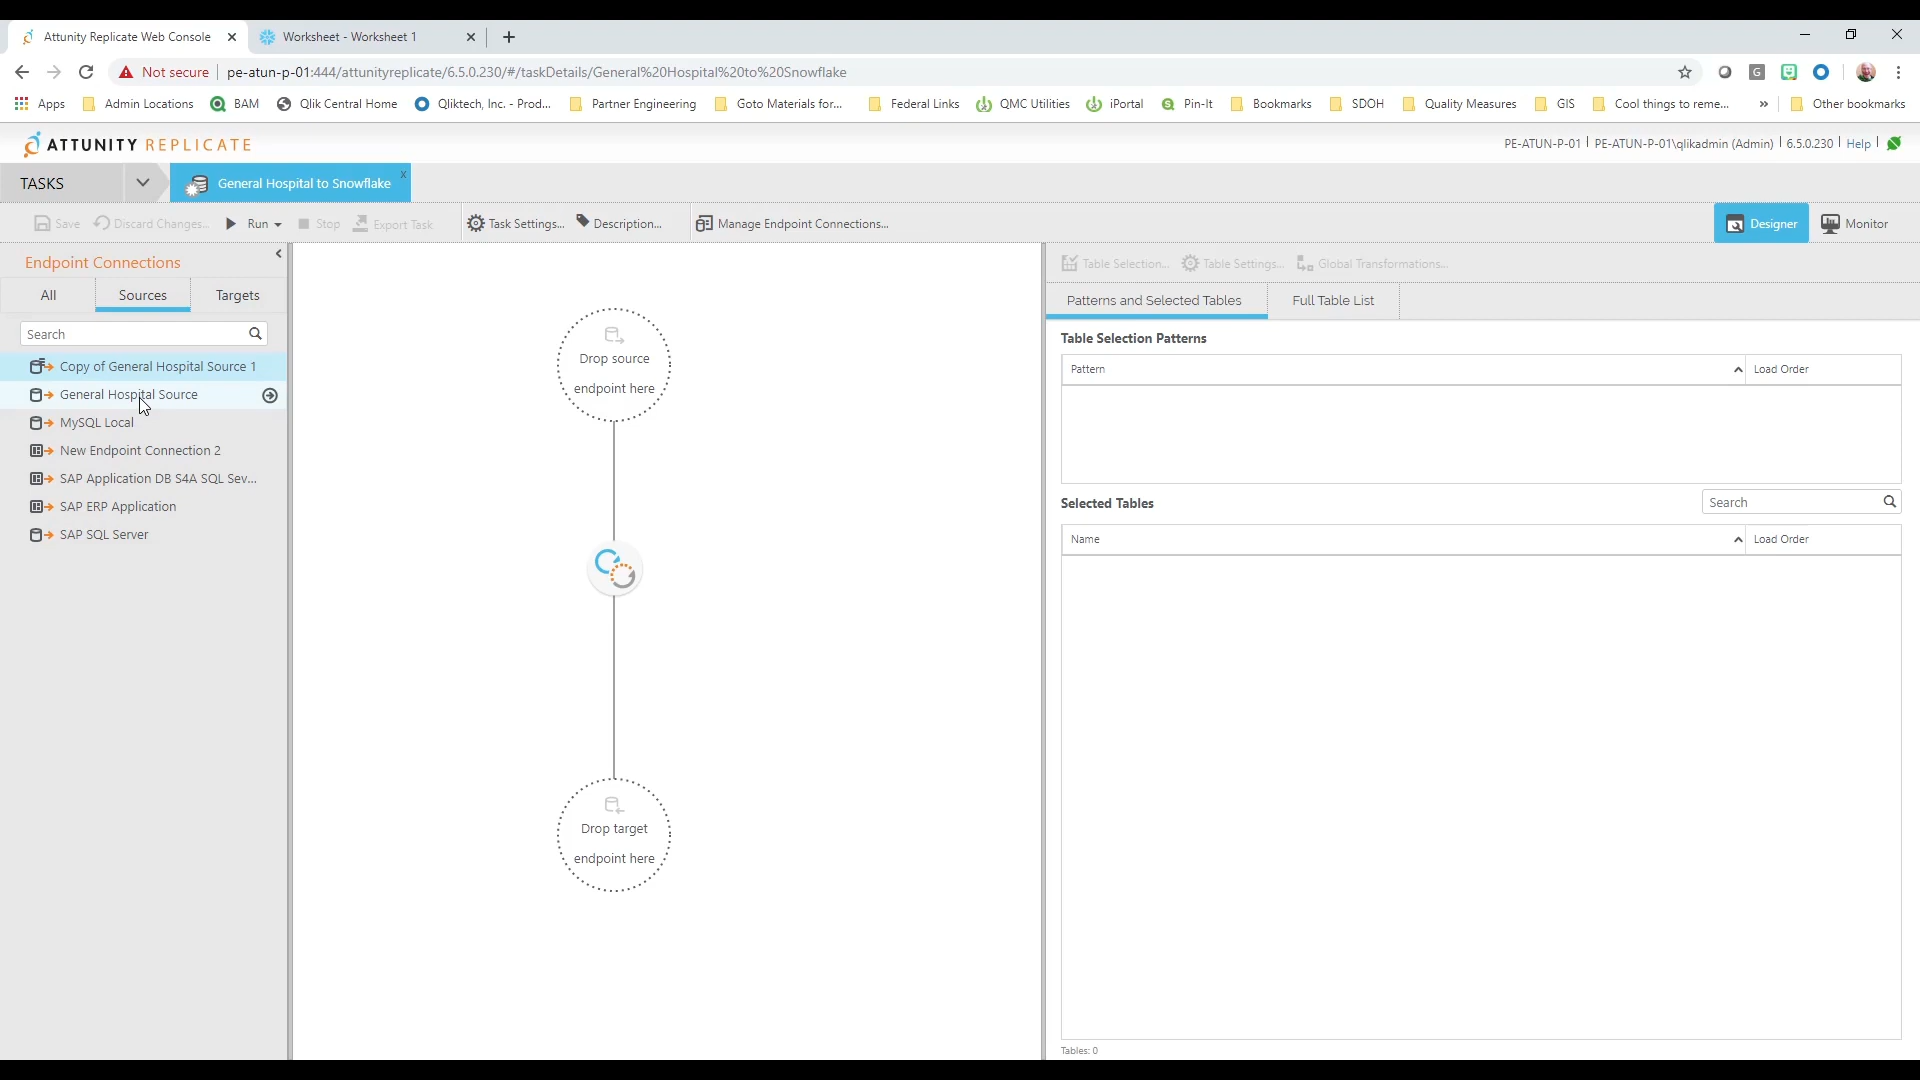 Attunity Replicate Web Console
Worksheet - Worksheet 1
Not secure
pe-atun-p-01:444/attunityreplicate/6.5.0.230/#/taskDetails/General%20Hospital%20to%20Snowflake
Apps
Admin Locations
BAM
Qlik Central Home
Qliktech, Inc. - Prod...
Partner Engineering
Goto Materials for...
Federal Links
QMC Utilities
iPortal
Pin-It
Bookmarks
SDOH
Quality Measures
GIS
Cool things to reme...
»
Other bookmarks
ATTUNITY REPLICATE
PE-ATUN-P-01 | PE-ATUN-P-01\qlikadmin (Admin) | 6.5.0.230 | Help |
TASKS
General Hospital to Snowflake
x
Save
Discard Changes...
Run
Stop
Export Task
Task Settings...
Description...
Manage Endpoint Connections...
Designer
Monitor
Endpoint Connections
All
Sources
Targets
Search
Copy of General Hospital Source 1
General Hospital Source
MySQL Local
New Endpoint Connection 2
SAP Application DB S4A SQL Sev...
SAP ERP Application
SAP SQL Server
Drop source
endpoint here
Drop target
endpoint here
Table Selection...
Table Settings...
Global Transformations...
Patterns and Selected Tables
Full Table List
Table Selection Patterns
Pattern
Load Order
Selected Tables
Search
Name
Load Order
Tables: 0